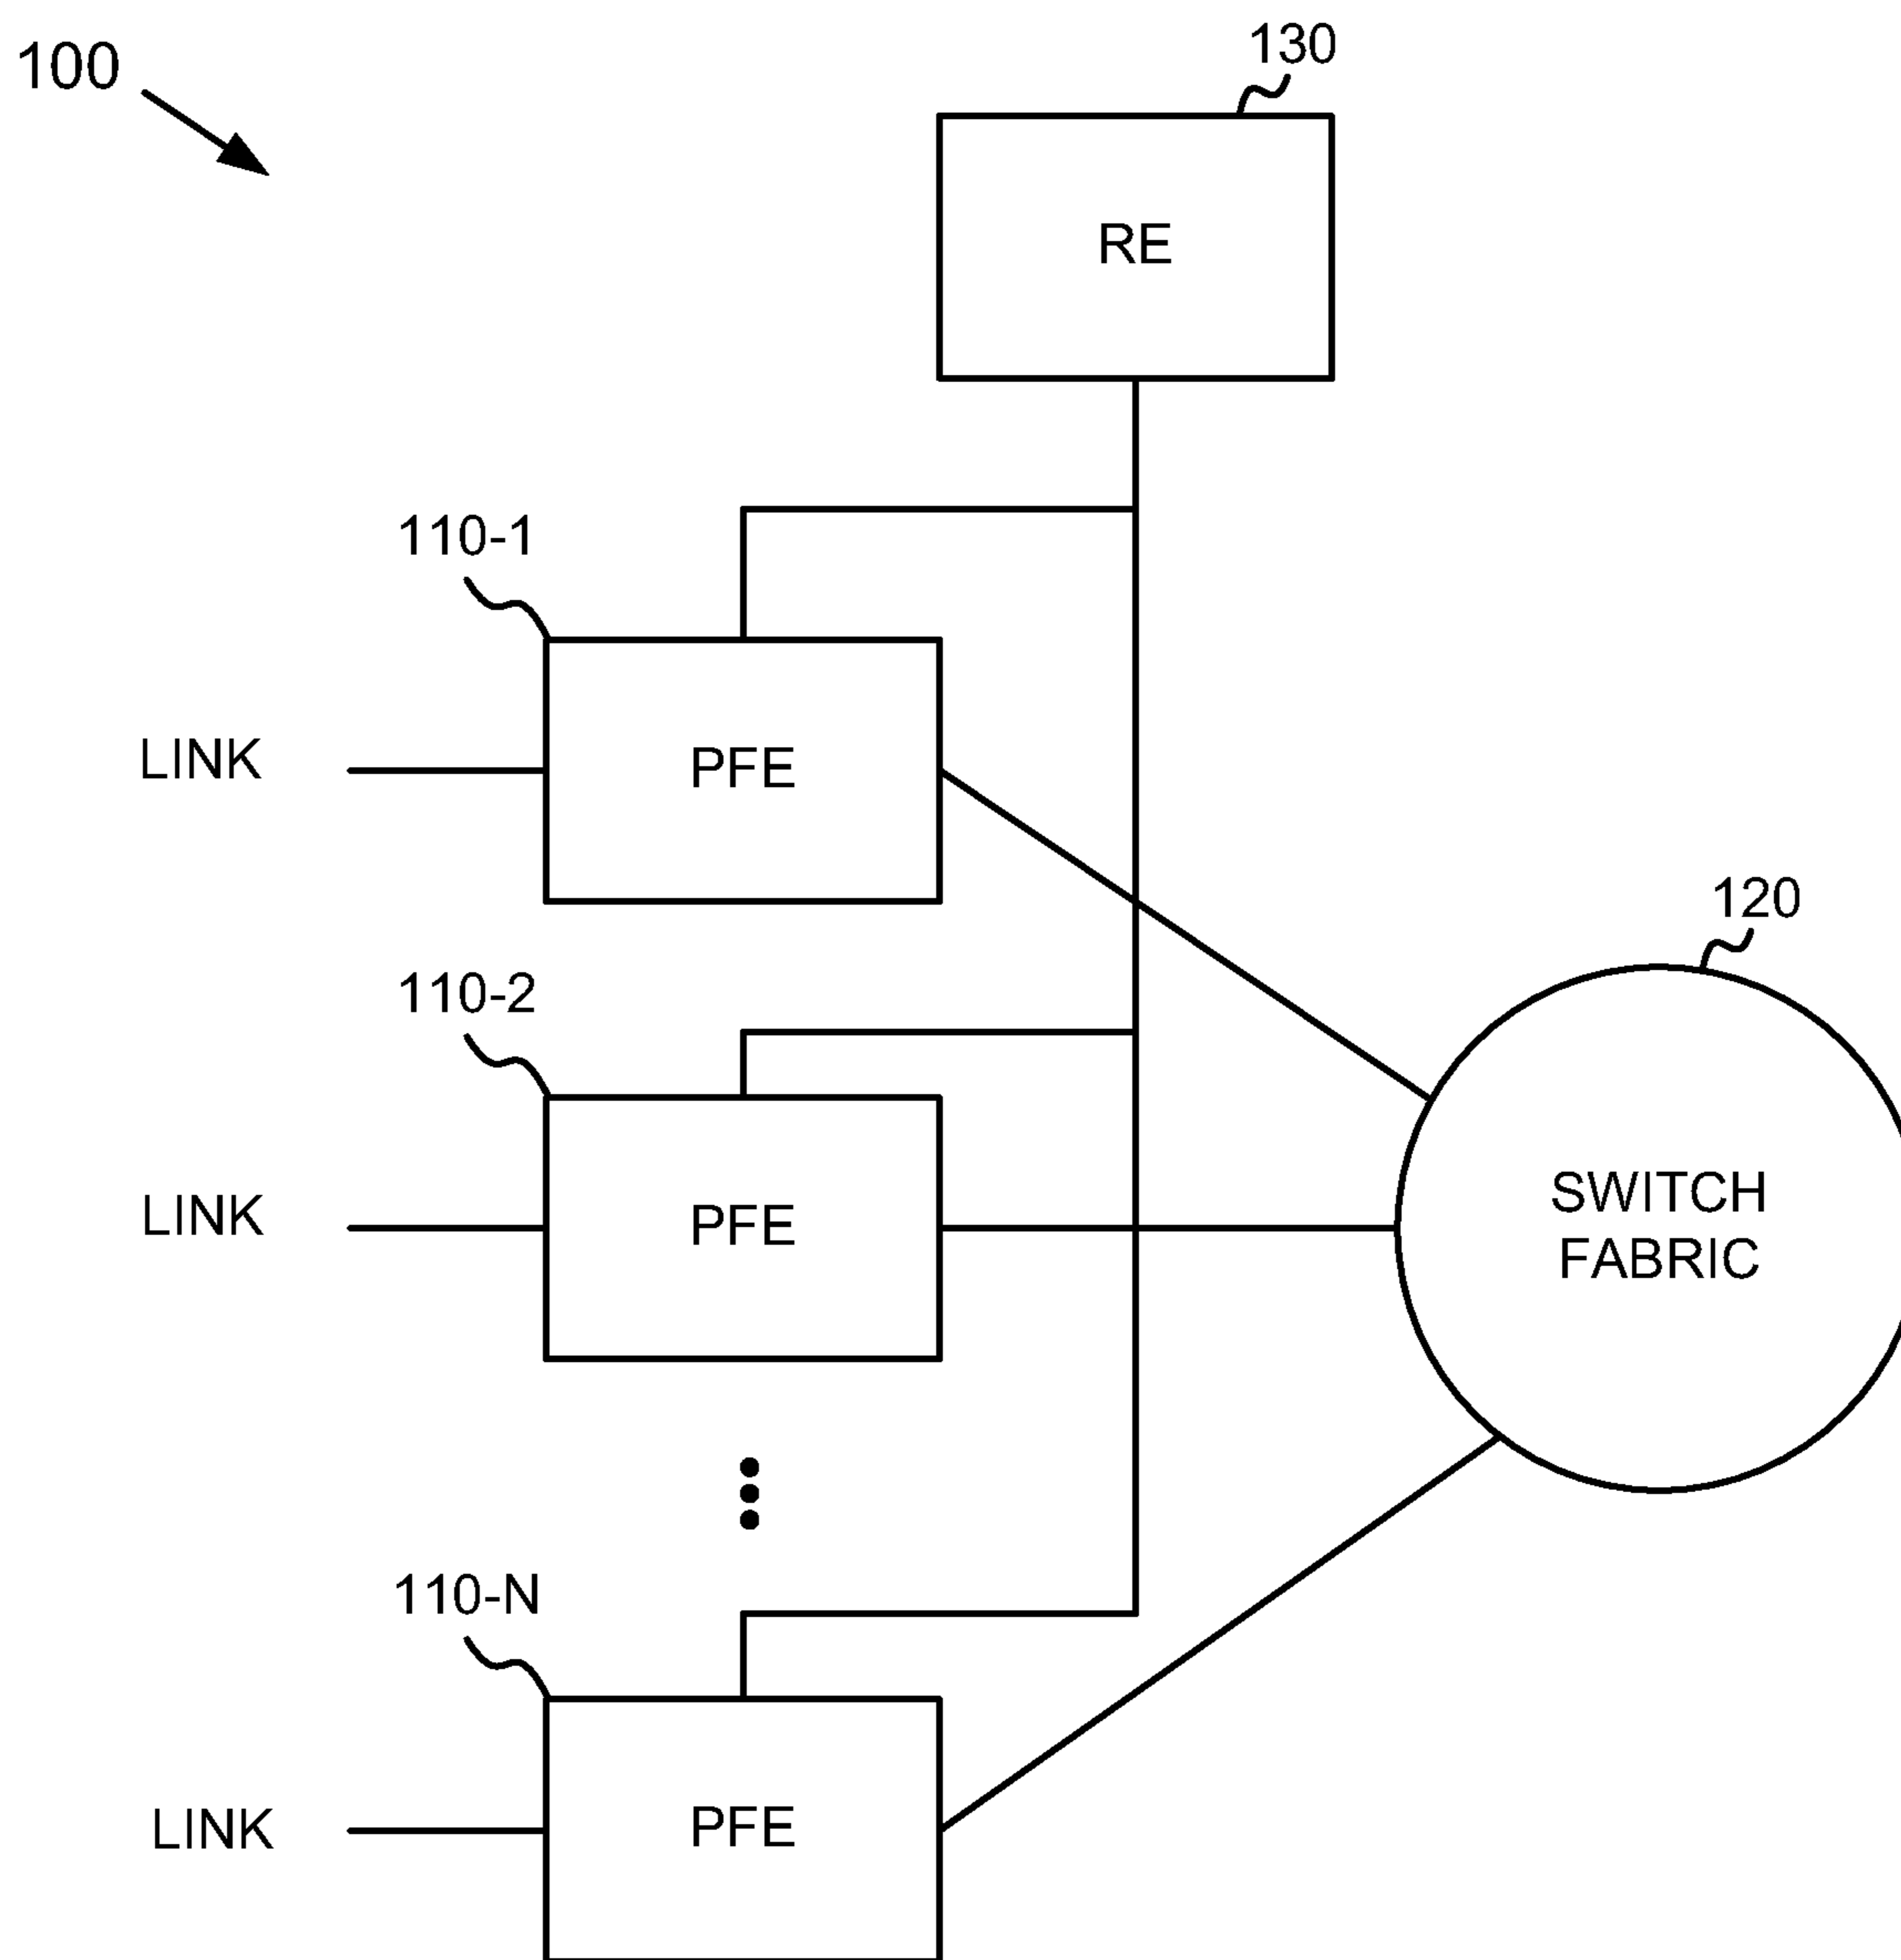 100
130
RE
110-1
LINK
PFE
120
110-2
LINK
PFE
SWITCH
FABRIC
110-N
LINK
PFE